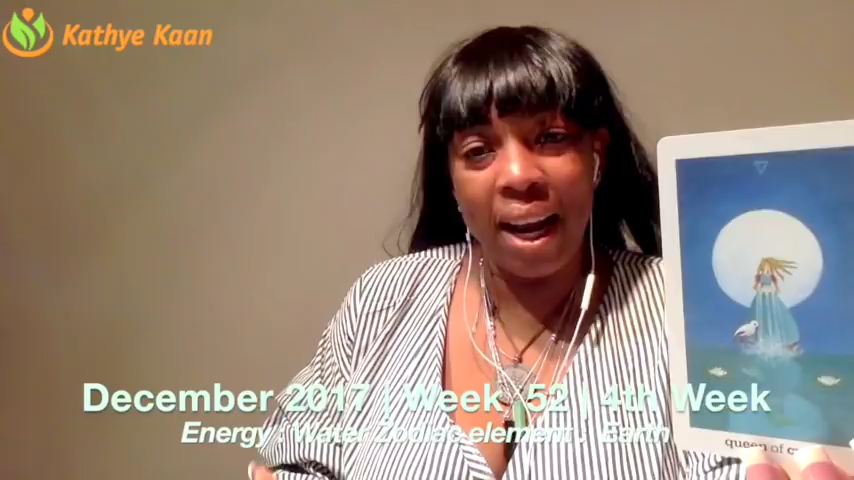 Kathye Kaan
December 2017 | Week 52 | 4th Week
Energy : Water Zodiac element : Earth
queen of